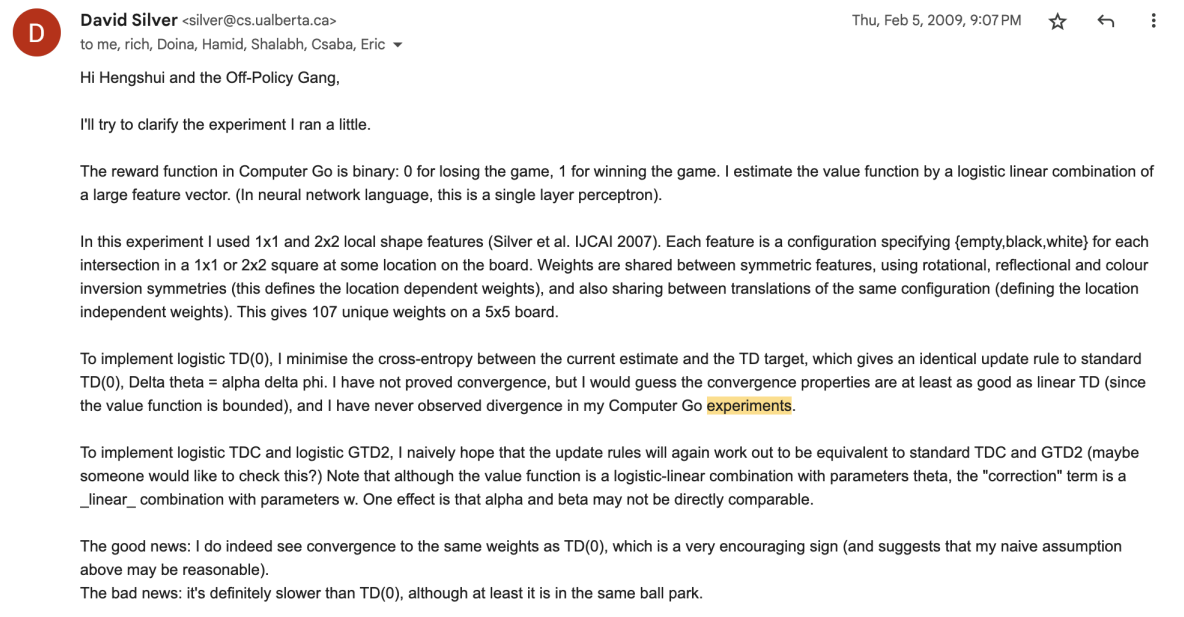 D
David Silver <silver@cs.ualberta.ca>
Thu, Feb 5, 2009, 9:07 PM
to me, rich, Doina, Hamid, Shalabh, Csaba, Eric
Hi Hengshui and the Off-Policy Gang,
I'll try to clarify the experiment I ran a little.
The reward function in Computer Go is binary: 0 for losing the game, 1 for winning the game. I estimate the value function by a logistic linear combination of
a large feature vector. (In neural network language, this is a single layer perceptron).
In this experiment I used 1x1 and 2x2 local shape features (Silver et al. IJCAI 2007). Each feature is a configuration specifying {empty,black,white} for each
intersection in a 1x1 or 2x2 square at some location on the board. Weights are shared between symmetric features, using rotational, reflectional and colour
inversion symmetries (this defines the location dependent weights), and also sharing between translations of the same configuration (defining the location
independent weights). This gives 107 unique weights on a 5x5 board.
To implement logistic TD(0), I minimise the cross-entropy between the current estimate and the TD target, which gives an identical update rule to standard
TD(0), Delta theta = alpha delta phi. I have not proved convergence, but I would guess the convergence properties are at least as good as linear TD (since
the value function is bounded), and I have never observed divergence in my Computer Go experiments.
To implement logistic TDC and logistic GTD2, I naively hope that the update rules will again work out to be equivalent to standard TDC and GTD2 (maybe
someone would like to check this?) Note that although the value function is a logistic-linear combination with parameters theta, the "correction" term is a
_linear_ combination with parameters w. One effect is that alpha and beta may not be directly comparable.
The good news: I do indeed see convergence to the same weights as TD(0), which is a very encouraging sign (and suggests that my naive assumption
above may be reasonable).
The bad news: it's definitely slower than TD(0), although at least it is in the same ball park.